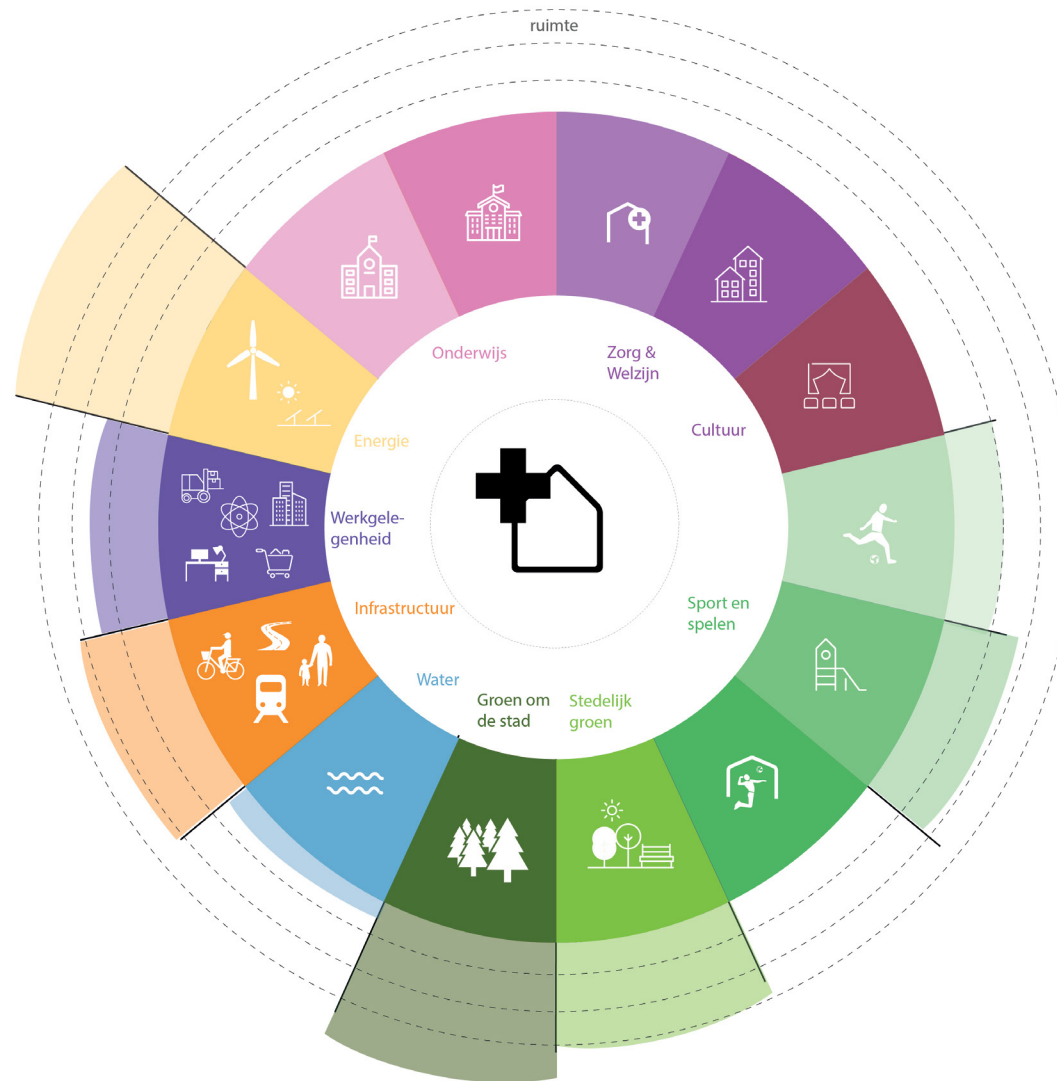 ruimte
Onderwijs
Zorg &
Welzijn
Cultuur
Energie
Werkgele-
genheid
Infrastructuur
Sport en
spelen
Water
Groen om
de stad
Stedelijk
groen